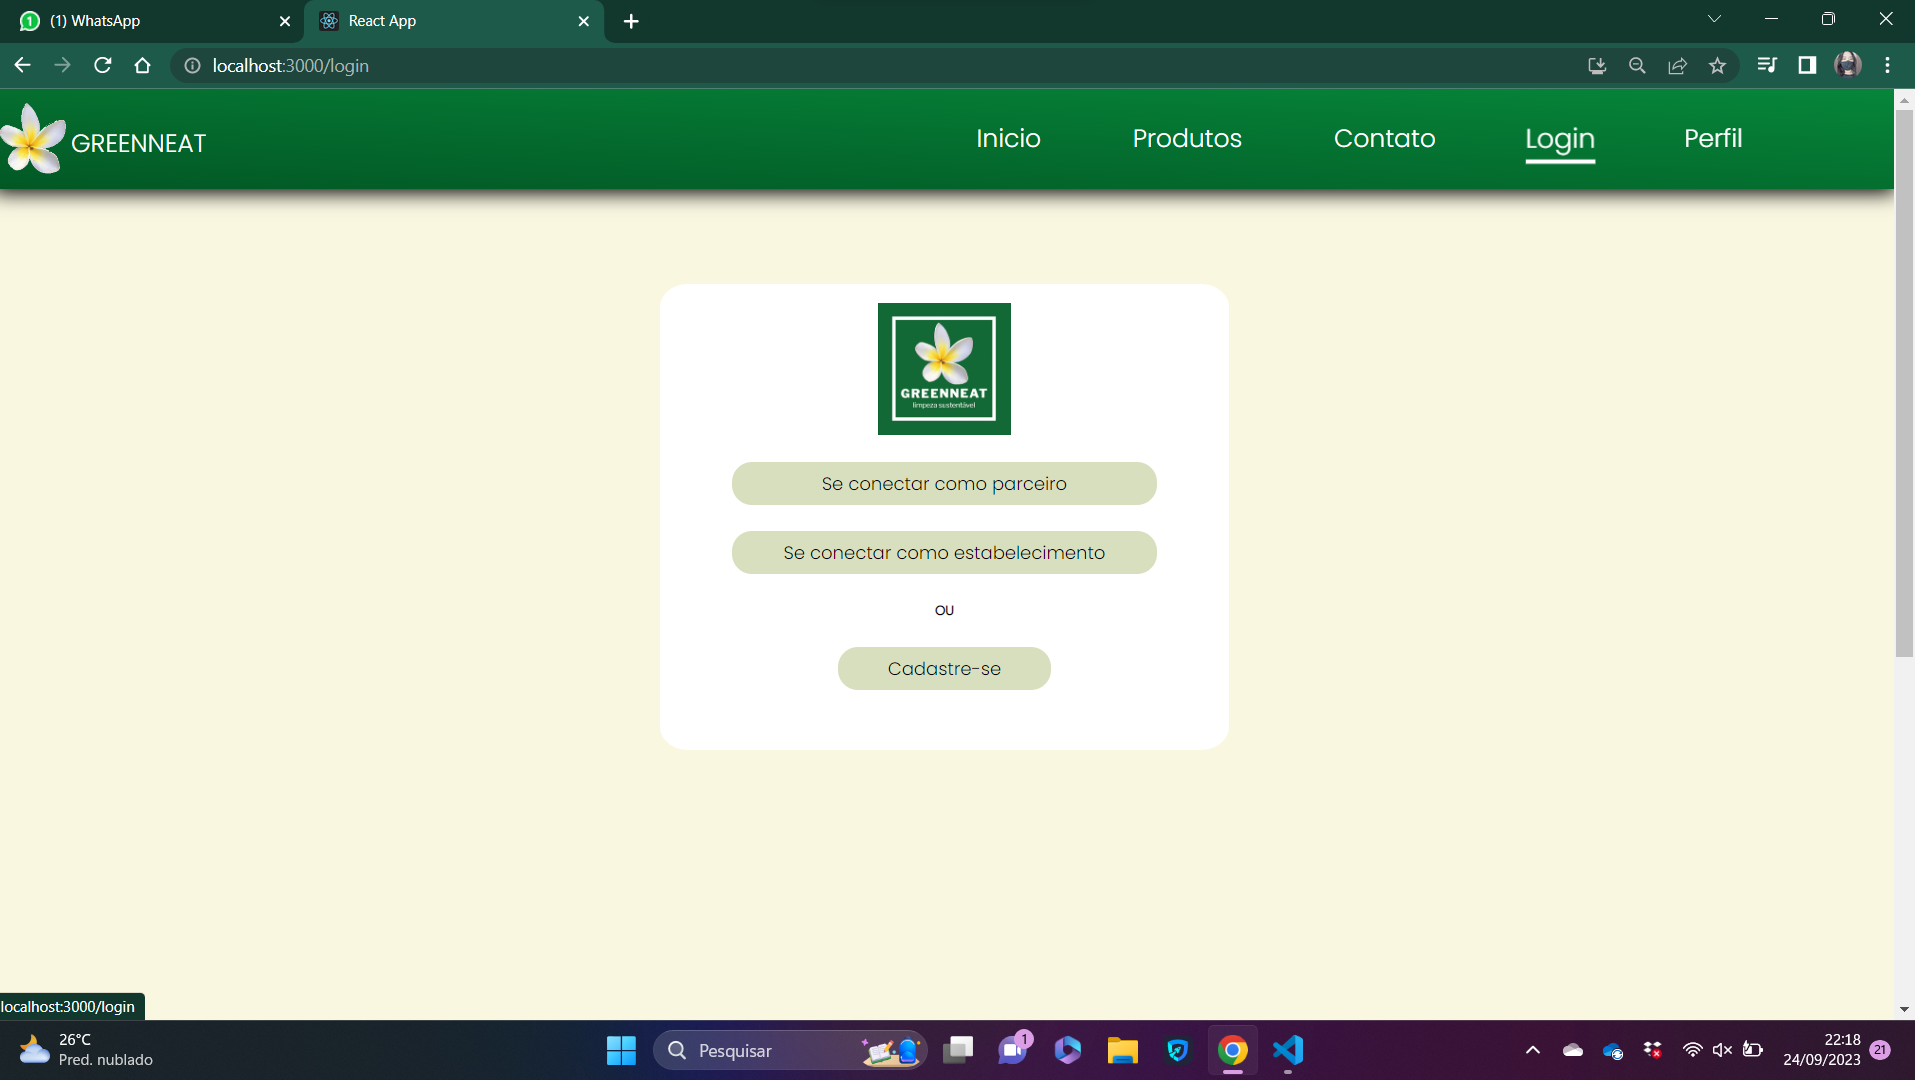 (1) WhatsApp
React App
localhost:3000/login
GREENNEAT
Inicio
Produtos
Contato
Login
Perfil
GREENNEAT
limpeza sustentável
Se conectar como parceiro
Se conectar como estabelecimento
OU
Cadastre-se
localhost:3000/login
26°C
Pred. nublado
Pesquisar
1
22:18
24/09/2023
21